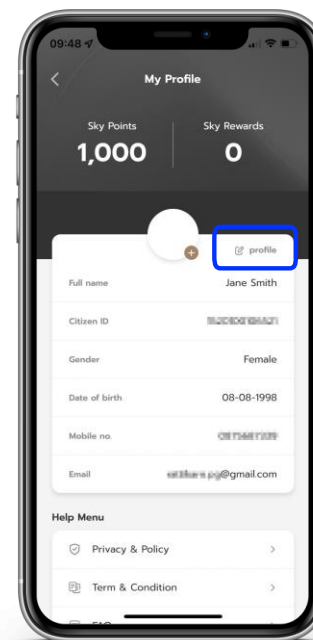 09:48
My Profile
Sky Points Sky Rewards
1,000 0
profile
Full name Jane Smith
Citizen ID
Gender Female
Date of birth 08-08-1998
Mobile no.
Email @gmail.com
Help Menu
Privacy & Policy
Term & Condition
FAQ